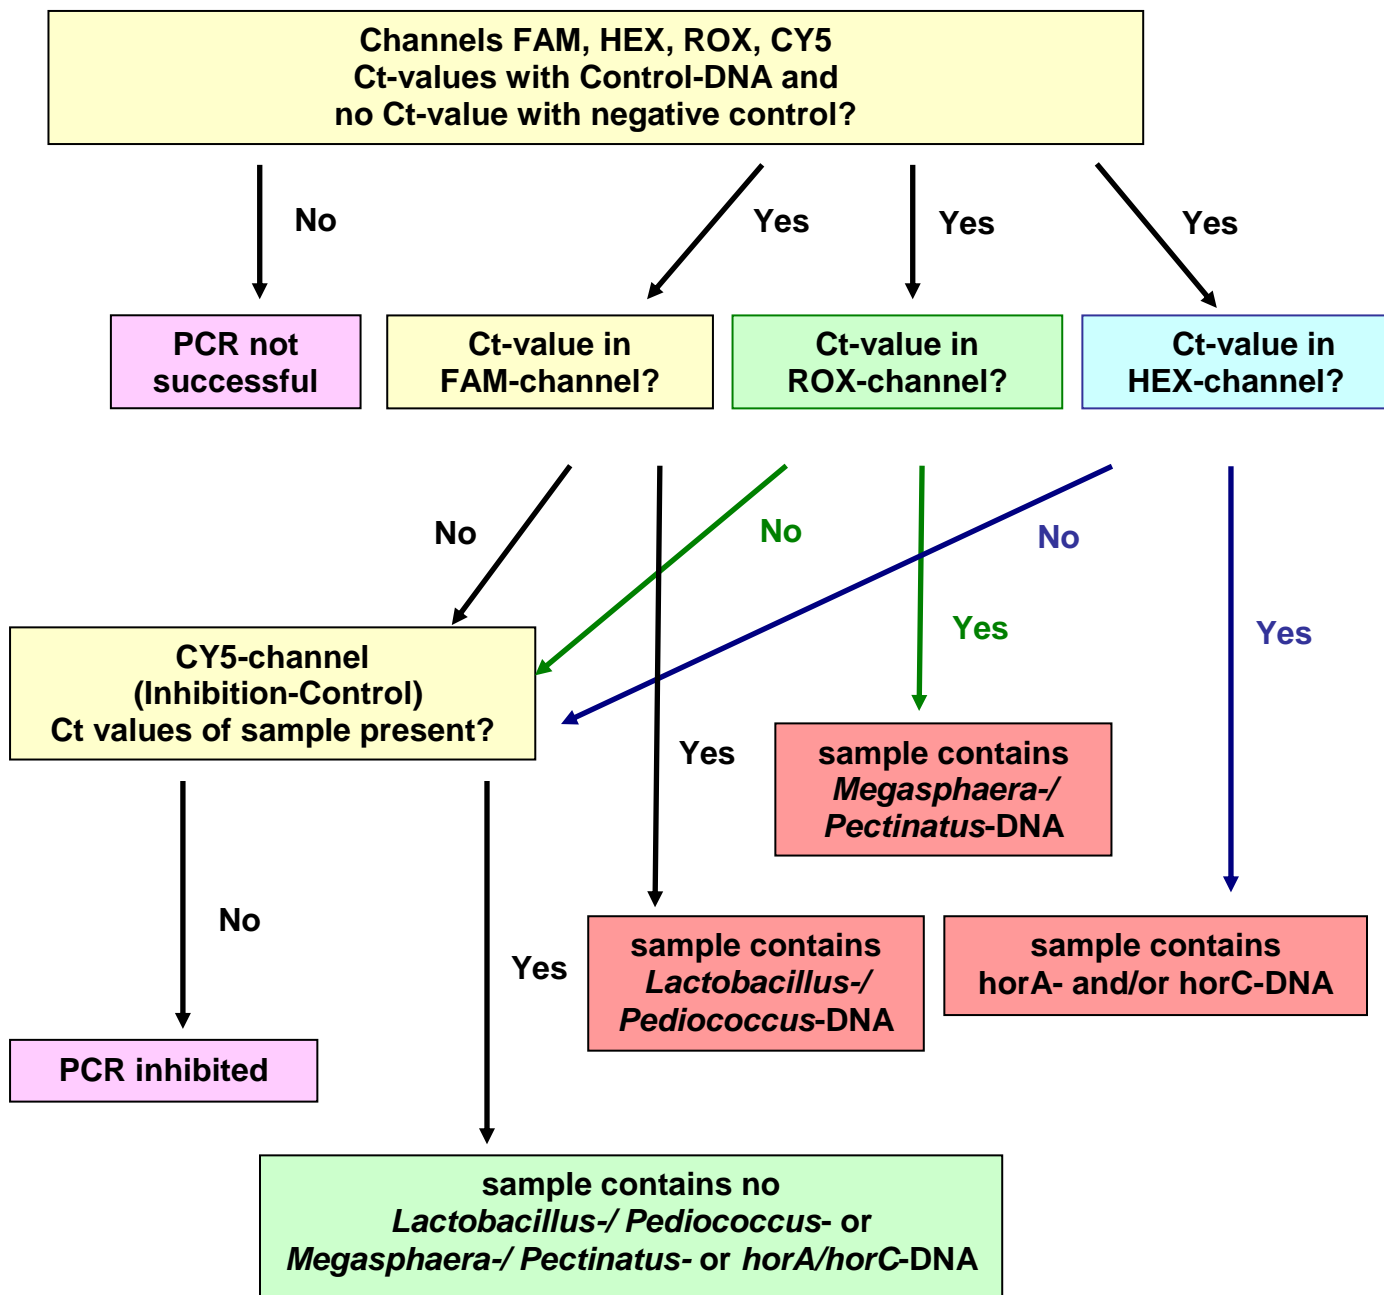 Channels FAM, HEX, ROX, CY5
Ct-values with Control-DNA and
no Ct-value with negative control?
No
Yes
Yes
Yes
PCR not
successful
Ct-value in
FAM-channel?
Ct-value in
ROX-channel?
Ct-value in
HEX-channel?
No
No
No
Yes
Yes
CY5-channel
(Inhibition-Control)
Ct values of sample present?
Yes
sample contains
Megasphaera-/
Pectinatus-DNA
No
Yes
sample contains
Lactobacillus-/
Pediococcus-DNA
sample contains
horA- and/or horC-DNA
PCR inhibited
sample contains no
Lactobacillus-/ Pediococcus- or
Megasphaera-/ Pectinatus- or horA/horC-DNA